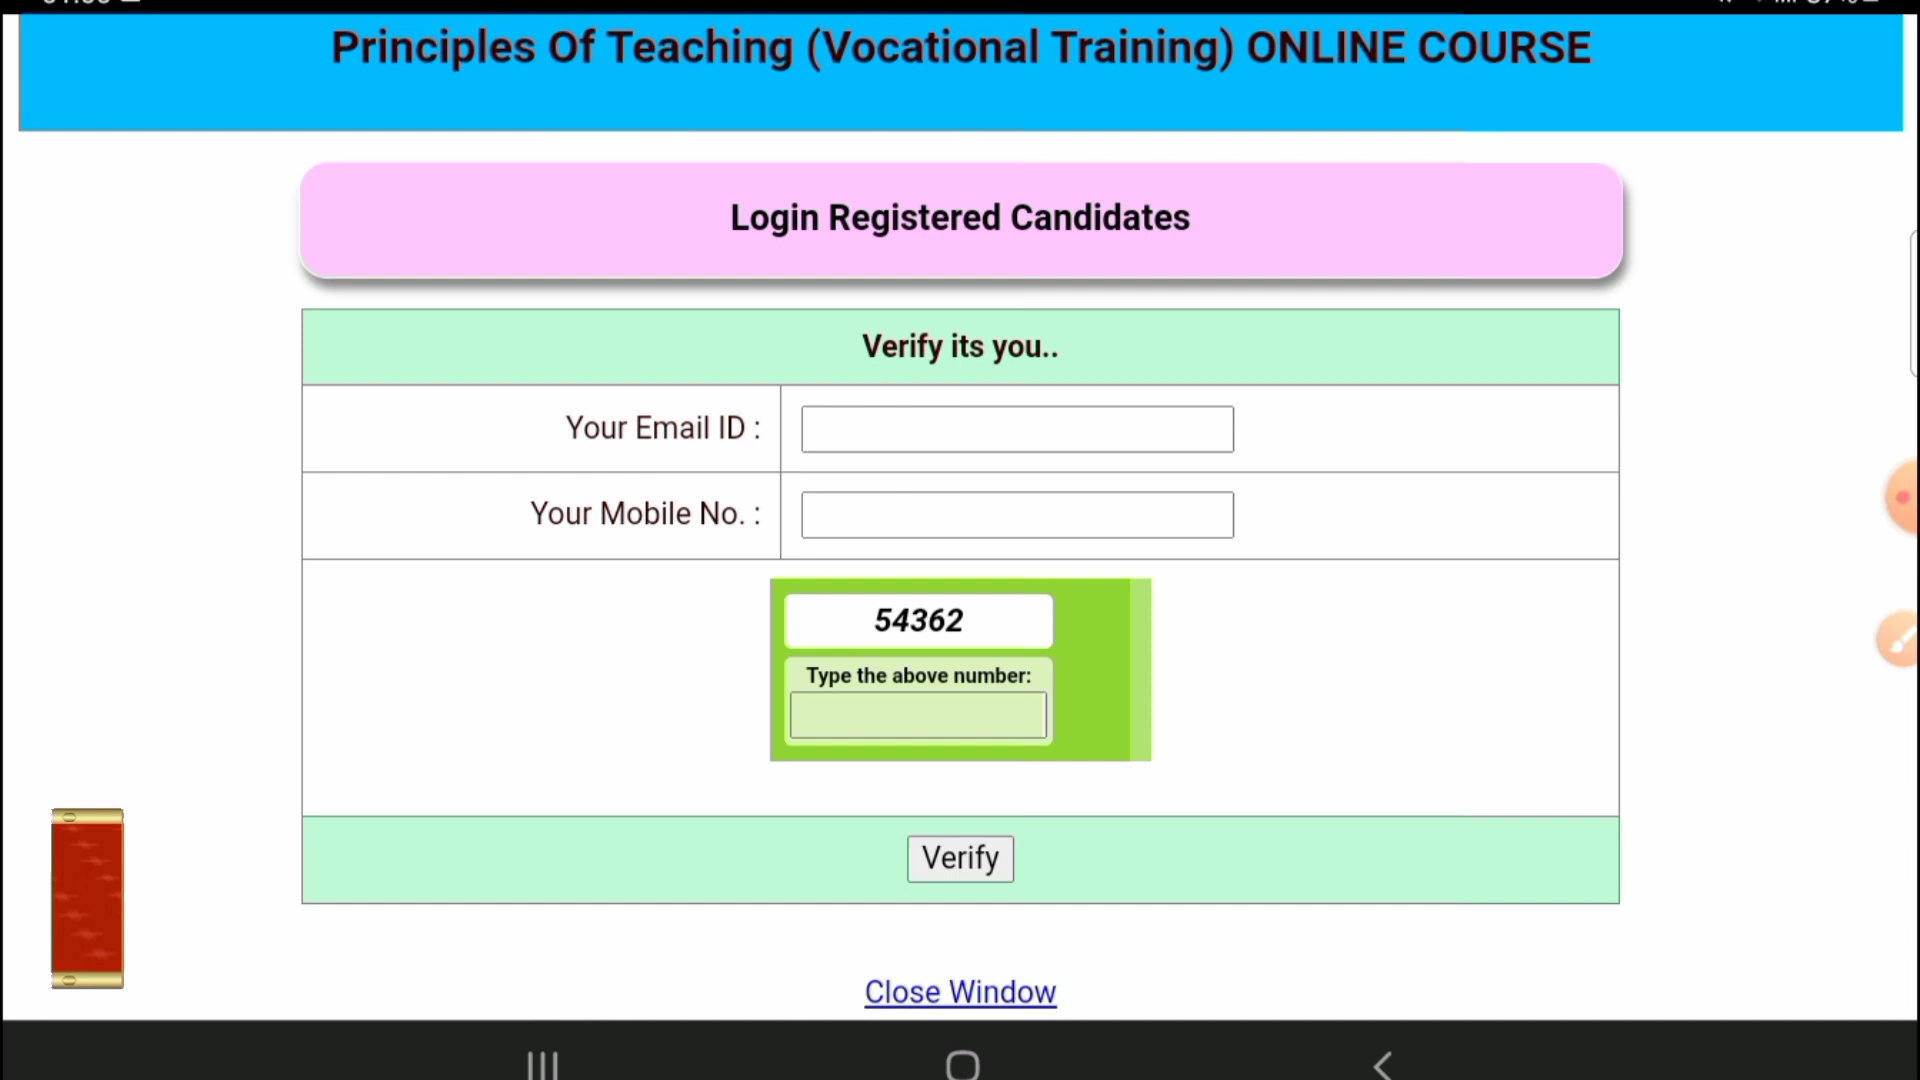 Principles Of Teaching (Vocational Training) ONLINE COURSE
Login Registered Candidates
Verify its you..
Your Email ID :
Your Mobile No. :
54362
Type the above number:
Verify
Close Window